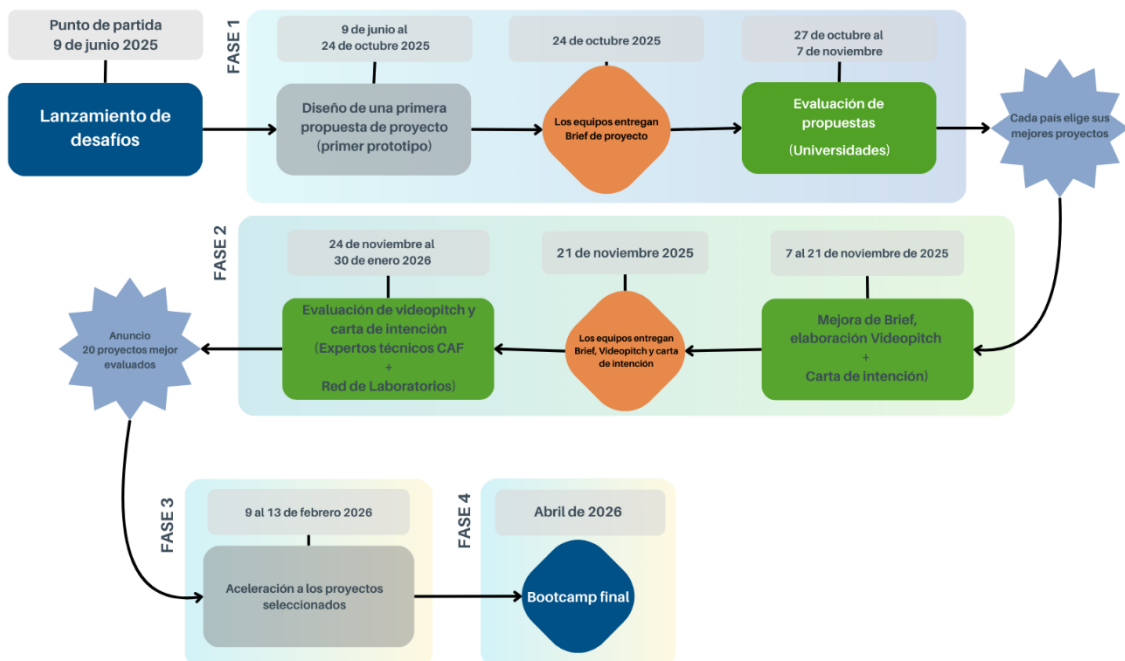 Punto de partida
9 de junio 2025
Lanzamiento de
desafíos
FASE 1
9 de junio al
24 de octubre 2025
Diseño de una primera
propuesta de proyecto
(primer prototipo)
24 de octubre 2025
Los equipos entregan
Brief de proyecto
27 de octubre al
7 de noviembre
Evaluación de
propuestas
(Universidades)
Cada país elige sus
mejores proyectos
FASE 2
7 al 21 de noviembre de 2025
Mejora de Brief,
elaboración Videopitch
+
Carta de intención)
21 de noviembre 2025
Los equipos entregan
Brief, Videopitch y carta
de intención
24 de noviembre al
30 de enero 2026
Evaluación de videopitch y
carta de intención
(Expertos técnicos CAF
+
Red de Laboratorios)
Anuncio
20 proyectos mejor
evaluados
FASE 3
9 al 13 de febrero 2026
Aceleración a los proyectos
seleccionados
FASE 4
Abril de 2026
Bootcamp final